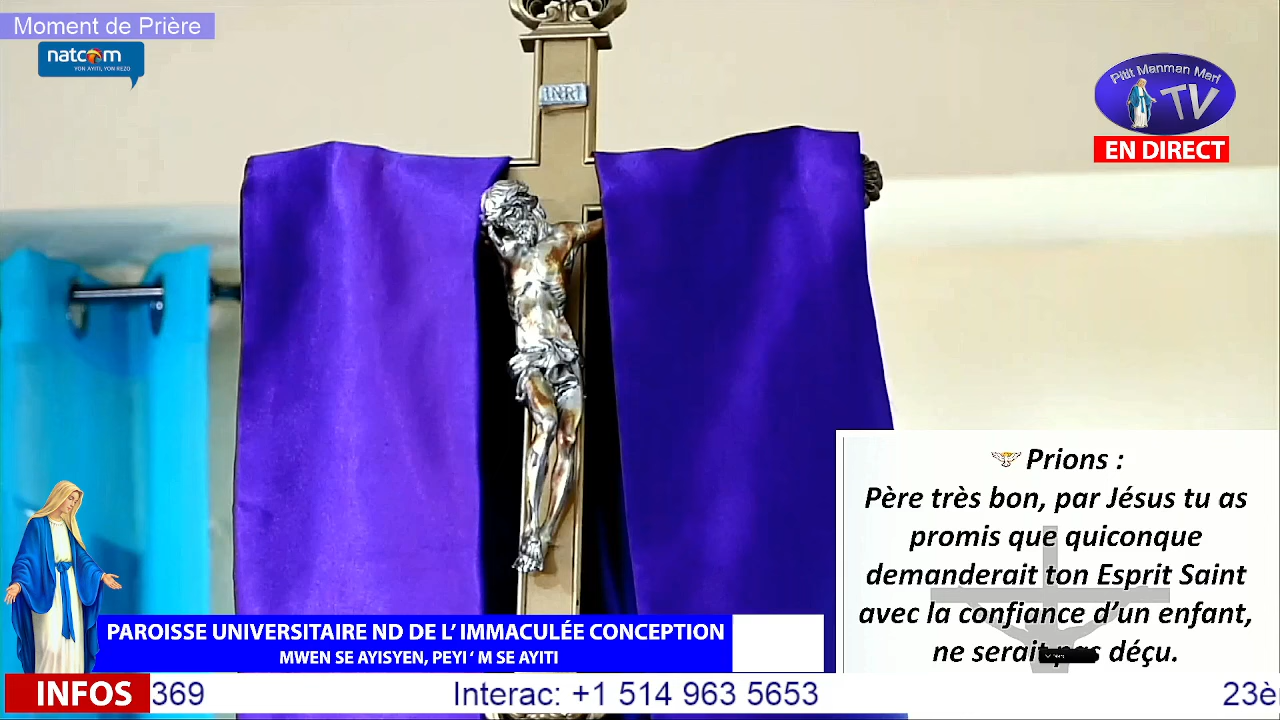 Moment de Prière
natcom
YON AYITI, YON REZO
INRI
P'tit Manman Mari
TV
EN DIRECT
Prions :
Père très bon, par Jésus tu as
promis que quiconque
demanderait ton Esprit Saint
avec la confiance d’un enfant,
ne serait pas déçu.
PAROISSE UNIVERSITAIRE ND DE L’ IMMACULÉE CONCEPTION
MWEN SE AYISYEN, PEYI ‘ M SE AYITI
INFOS 369 Interac: +1 514 963 5653